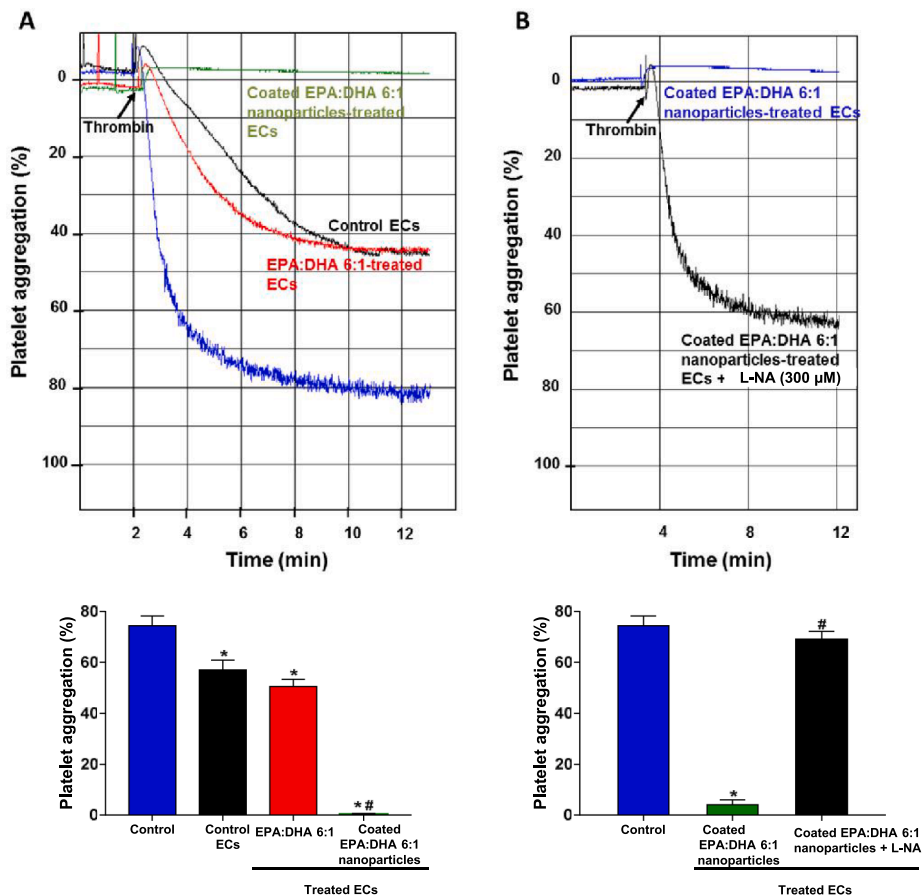 A
Platelet aggregation (%)
0
20
40
60
80
100
Thrombin
Coated EPA:DHA 6:1
nanoparticles-treated
ECs
Control ECs
EPA:DHA 6:1-treated
ECs
2
4
6
8
10
12
Time (min)
B
Platelet aggregation (%)
0
20
40
60
80
100
Thrombin
Coated EPA:DHA 6:1
nanoparticles-treated ECs
Coated EPA:DHA 6:1
nanoparticles-treated
ECs + L-NA (300 µM)
4
8
12
Time (min)
Platelet aggregation (%)
80
60
40
20
0
*
*
* #
Control
Control
ECs
EPA:DHA 6:1
Coated
EPA:DHA 6:1
nanoparticles
Treated ECs
Platelet aggregation (%)
80
60
40
20
0
*
#
Control
Coated
EPA:DHA 6:1
nanoparticles
Coated EPA:DHA 6:1
nanoparticles + L-NA
Treated ECs